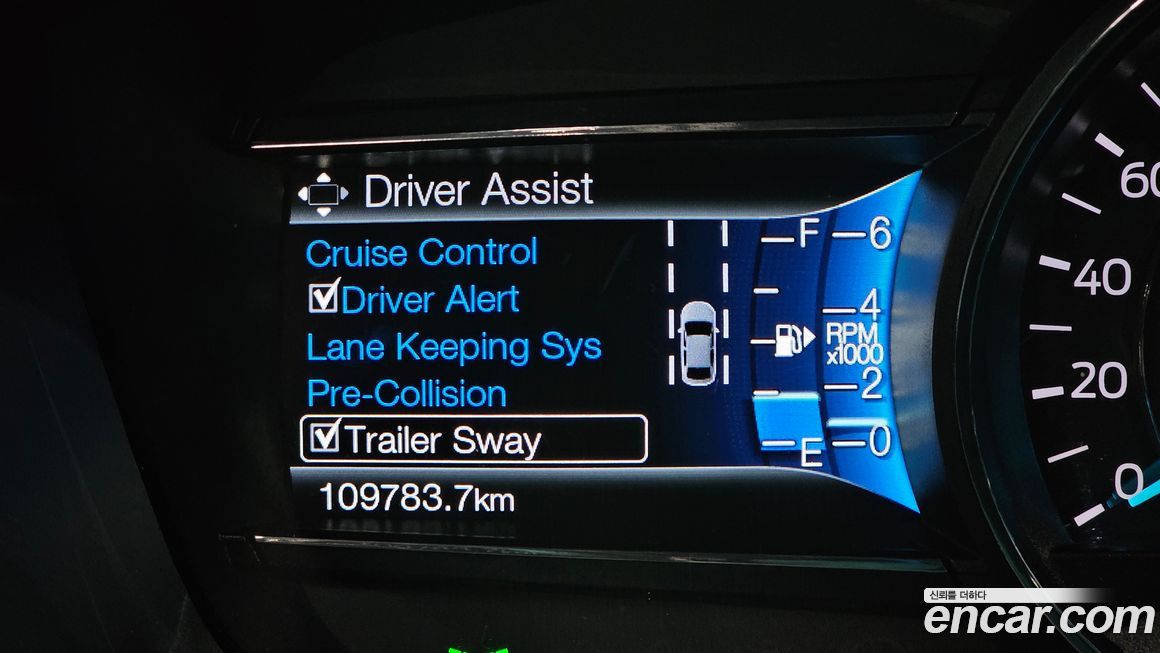 Driver Assist
Cruise Control
Driver Alert
Lane Keeping Sys
Pre-Collision
Trailer Sway
109783.7km
F
E
6
4
RPM
x1000
2
0
60
40
20
0
신뢰를 더하다
encar.com